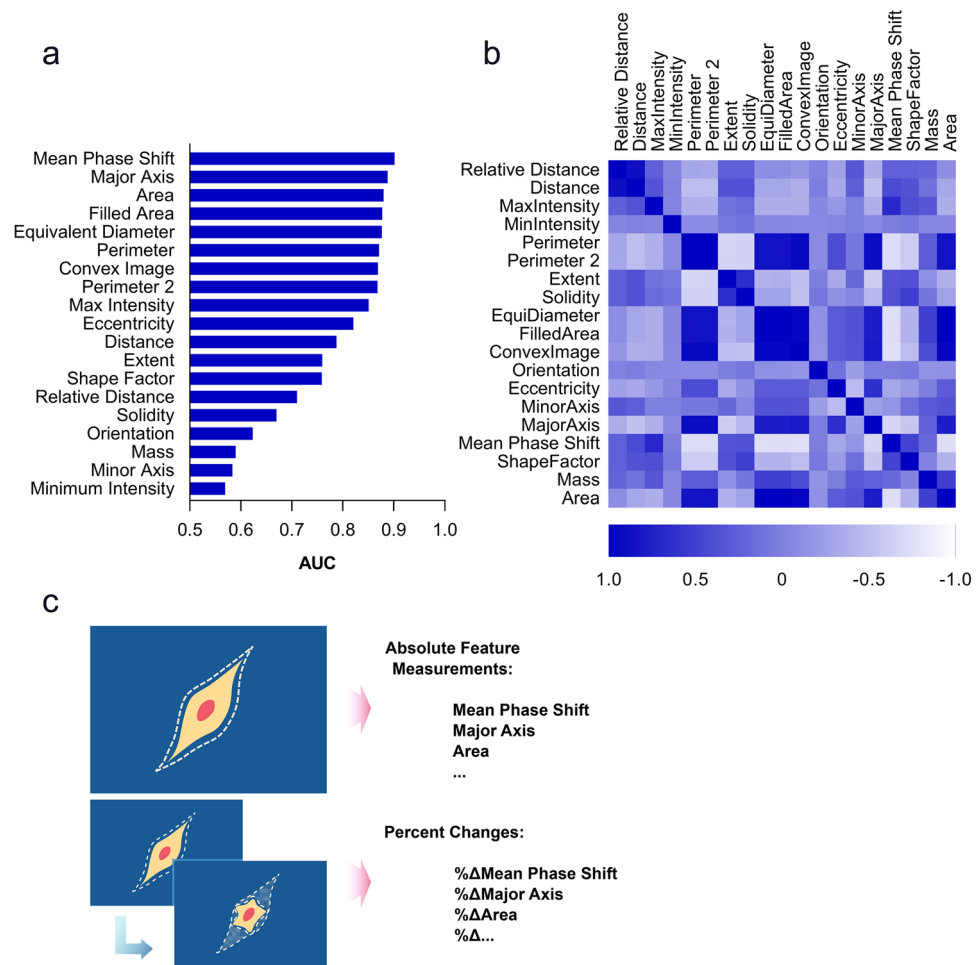 a
Mean Phase Shift
Major Axis
Area
Filled Area
Equivalent Diameter
Perimeter
Convex Image
Perimeter 2
Max Intensity
Eccentricity
Distance
Extent
Shape Factor
Relative Distance
Solidity
Orientation
Mass
Minor Axis
Minimum Intensity
0.5 0.6 0.7 0.8 0.9 1.0
AUC
b
Relative Distance
Distance
MaxIntensity
MinIntensity
Perimeter
Perimeter 2
Extent
Solidity
EquiDiameter
FilledArea
ConvexImage
Orientation
Eccentricity
MinorAxis
MajorAxis
Mean Phase Shift
ShapeFactor
Mass
Area
Relative Distance
Distance
MaxIntensity
MinIntensity
Perimeter
Perimeter 2
Extent
Solidity
EquiDiameter
FilledArea
ConvexImage
Orientation
Eccentricity
MinorAxis
MajorAxis
Mean Phase Shift
ShapeFactor
Mass
Area
1.0 0.5 0 -0.5 -1.0
c
Absolute Feature
Measurements:
Mean Phase Shift
Major Axis
Area
...
Percent Changes:
%ΔMean Phase Shift
%ΔMajor Axis
%ΔArea
%Δ...